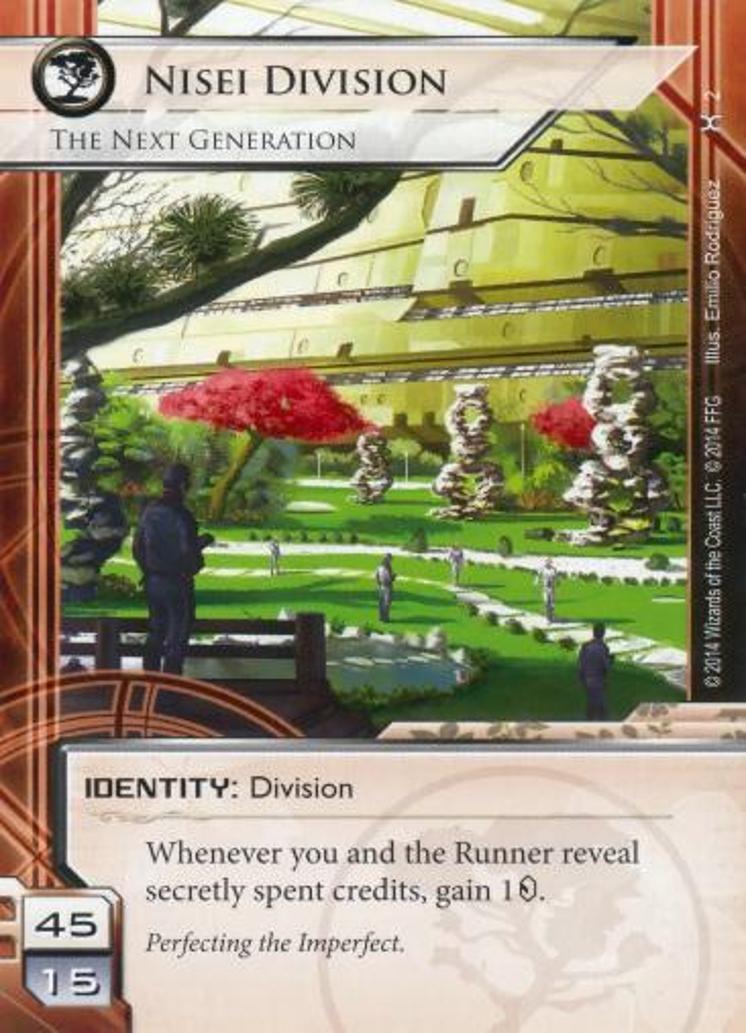 NISEI DIVISION
THE NEXT GENERATION
2
Illus. Emilio Rodriguez
© 2014 Wizards of the Coast LLC. © 2014 FFG
IDENTITY: Division
Whenever you and the Runner reveal
secretly spent credits, gain 1.
Perfecting the Imperfect.
45
15